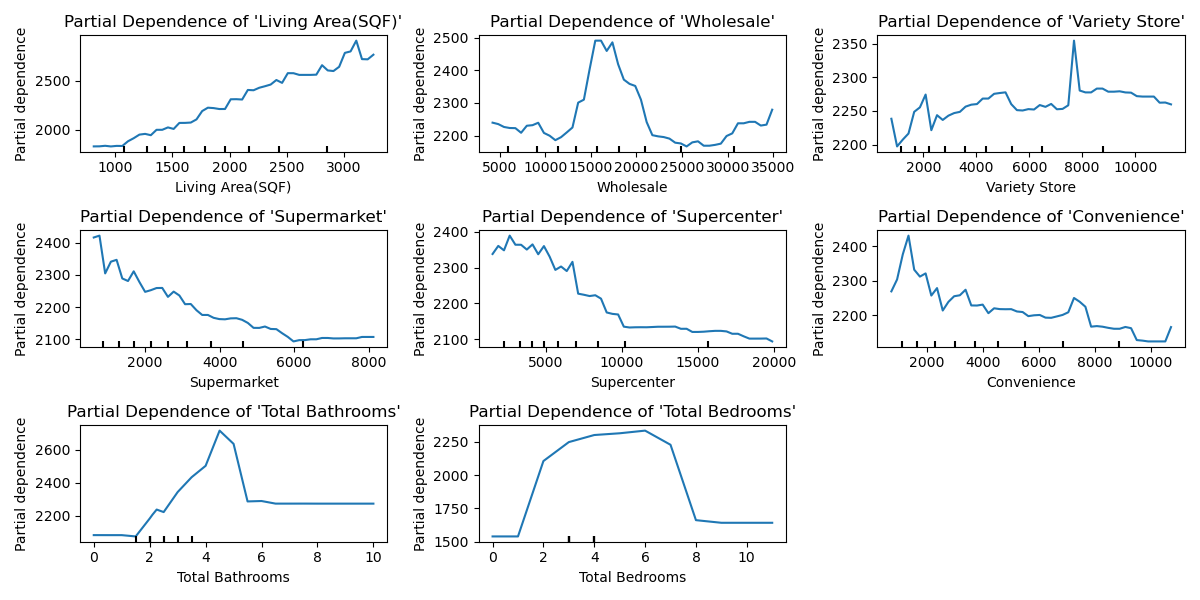 Partial Dependence of 'Living Area(SQF)'
Partial dependence
2500
2000
1000 2000 3000
Living Area(SQF)
Partial Dependence of 'Wholesale'
Partial dependence
2500
2400
2300
2200
5000 10000 15000 20000 25000 30000 35000
Wholesale
Partial Dependence of 'Variety Store'
Partial dependence
2350
2300
2250
2200
2000 4000 6000 8000 10000
Variety Store
Partial Dependence of 'Supermarket'
Partial dependence
2400
2300
2200
2100
2000 4000 6000 8000
Supermarket
Partial Dependence of 'Supercenter'
Partial dependence
2400
2300
2200
2100
5000 10000 15000 20000
Supercenter
Partial Dependence of 'Convenience'
Partial dependence
2400
2300
2200
2000 4000 6000 8000 10000
Convenience
Partial Dependence of 'Total Bathrooms'
Partial dependence
2600
2400
2200
0 2 4 6 8 10
Total Bathrooms
Partial Dependence of 'Total Bedrooms'
Partial dependence
2250
2000
1750
1500
0 2 4 6 8 10
Total Bedrooms